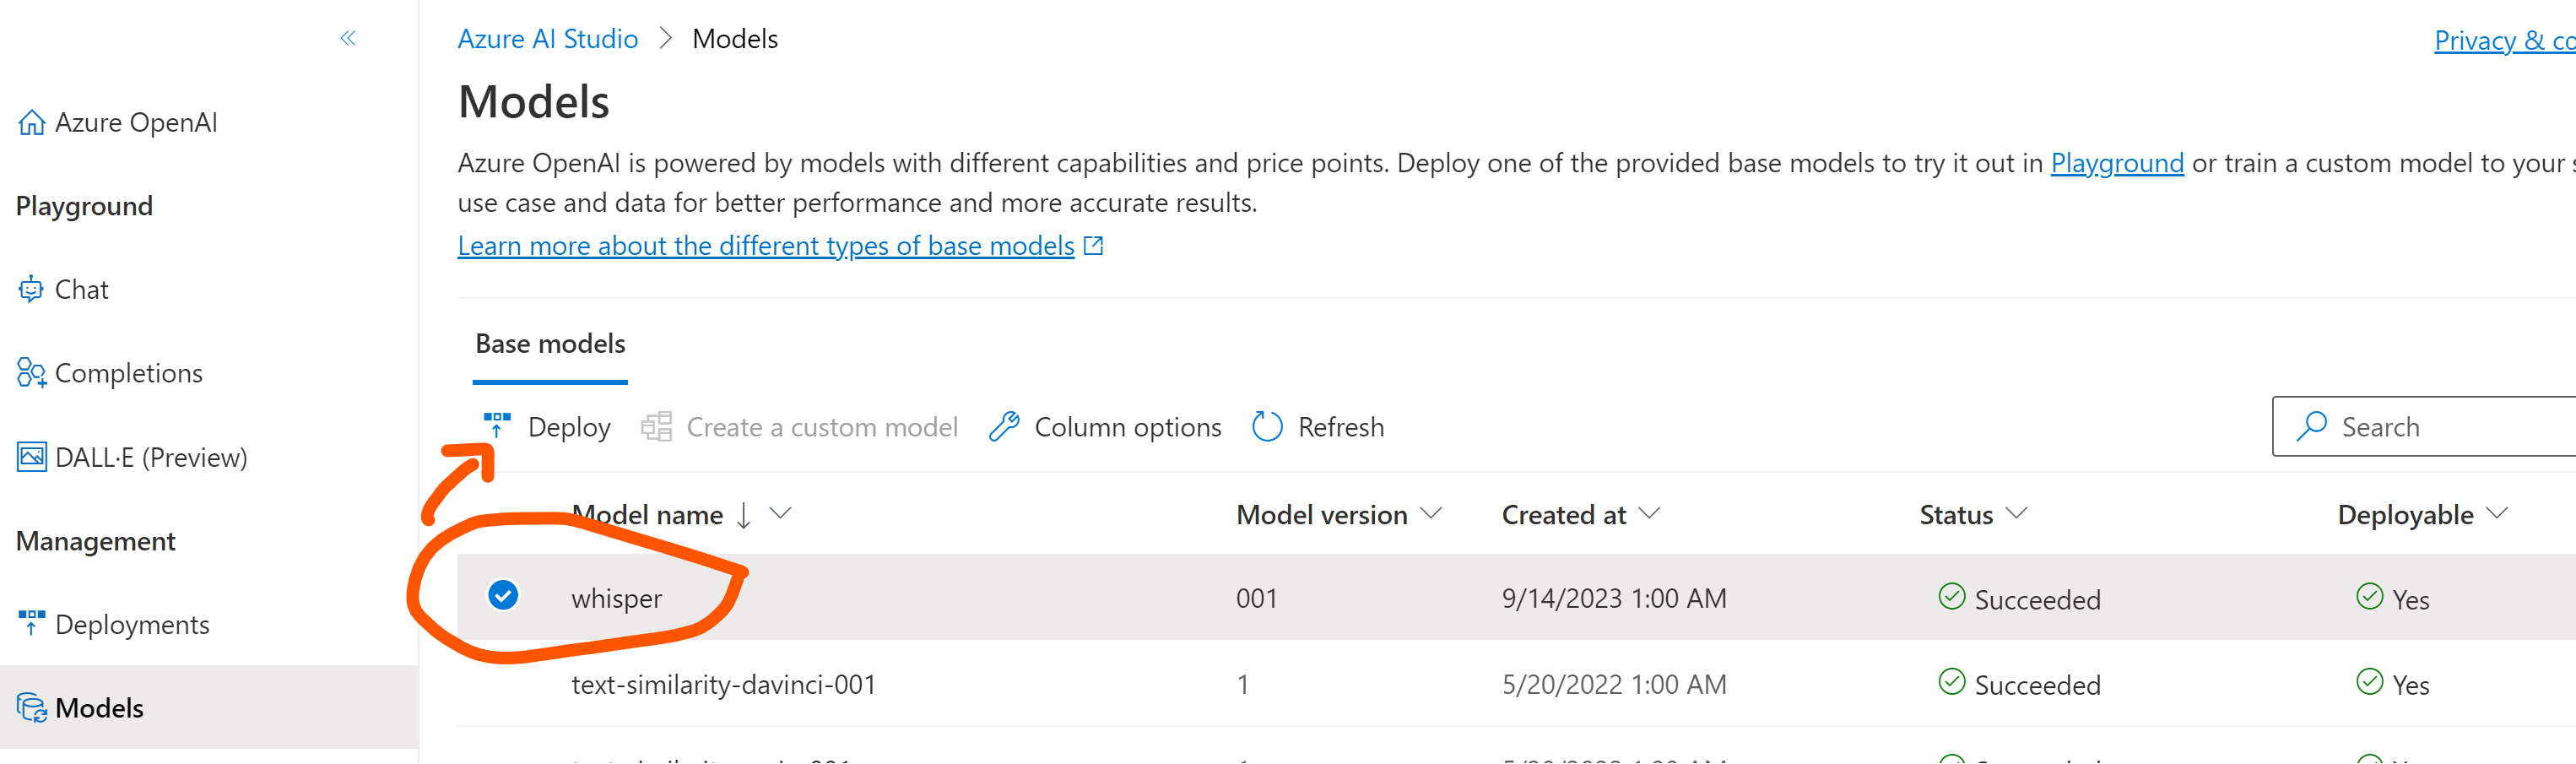 Azure AI Studio > Models
Privacy & co
Azure OpenAI
Playground
Chat
Completions
DALL·E (Preview)
Management
Deployments
Models
Models
Azure OpenAI is powered by models with different capabilities and price points. Deploy one of the provided base models to try it out in Playground or train a custom model to your s
use case and data for better performance and more accurate results.
Learn more about the different types of base models
Base models
Deploy Create a custom model Column options Refresh Search
Model name Model version Created at Status Deployable
whisper 001 9/14/2023 1:00 AM Succeeded Yes
text-similarity-davinci-001 1 5/20/2022 1:00 AM Succeeded Yes